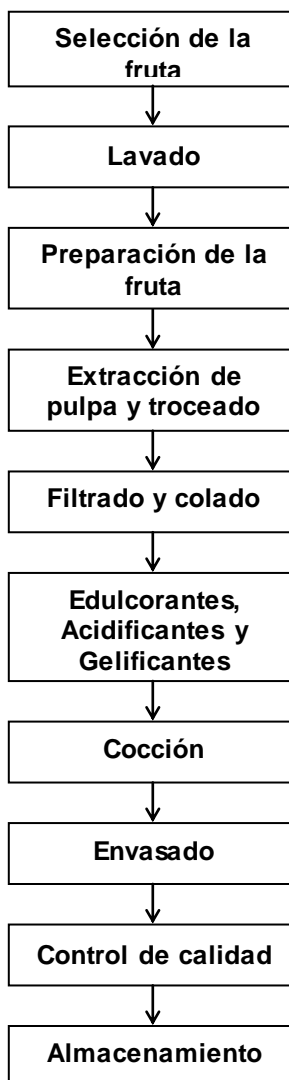 Selección de la
fruta
Lavado
Preparación de la
fruta
Extracción de
pulpa y troceado
Filtrado y colado
Edulcorantes,
Acidificantes y
Gelificantes
Cocción
Envasado
Control de calidad
Almacenamiento